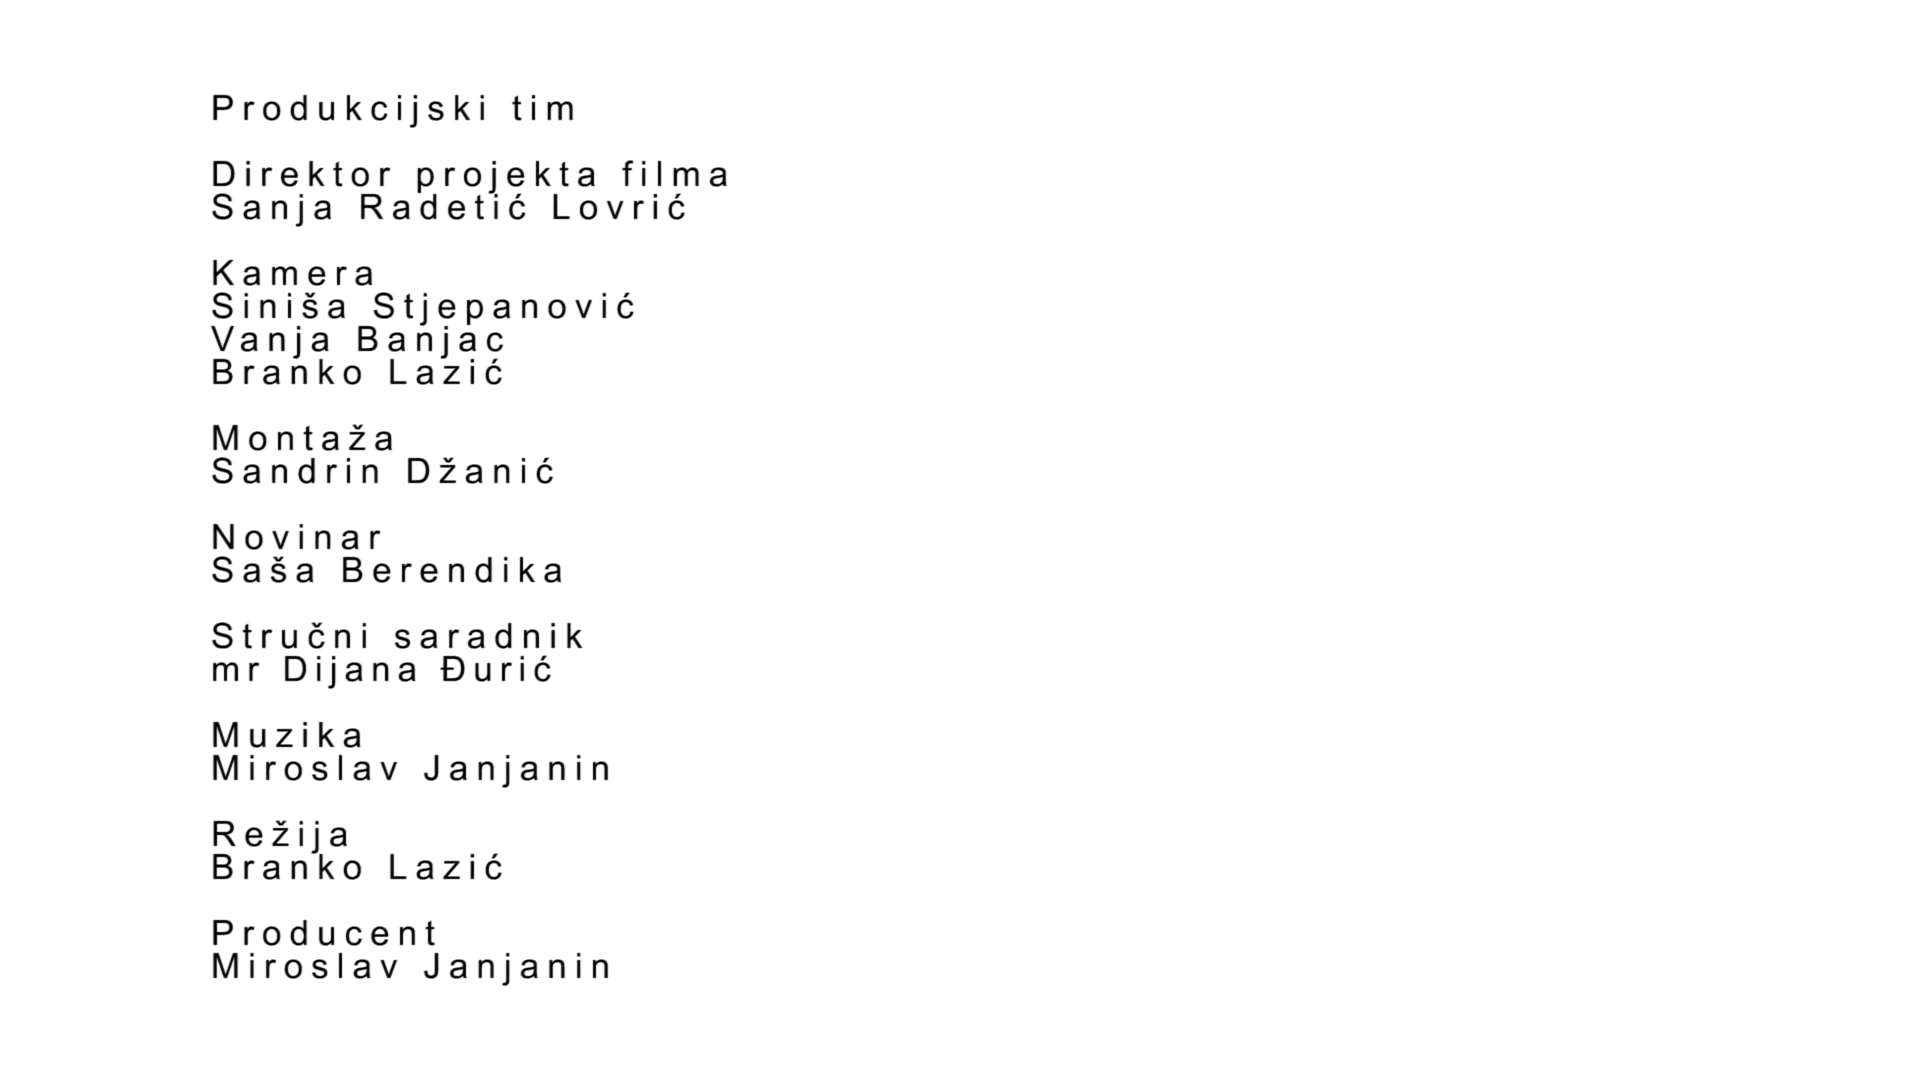 Produkcijski tim
Direktor projekta filma
Sanja Radetić Lovrić
Kamera
Siniša Stjepanović
Vanja Banjac
Branko Lazić
Montaža
Sandrin Džanić
Novinar
Saša Berendika
Stručni saradnik
mr Dijana Đurić
Muzika
Miroslav Janjanin
Režija
Branko Lazić
Producent
Miroslav Janjanin